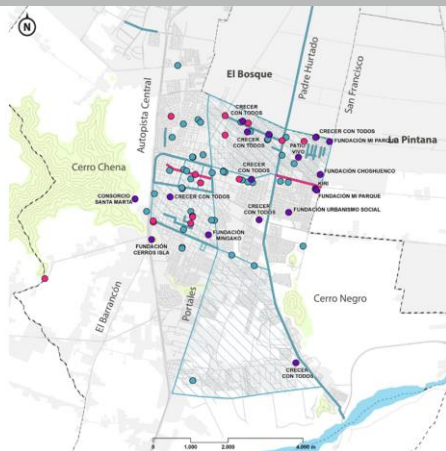 N
El Bosque
Padre Hurtado
San Francisco
Autopista Central
CRECER
CON TODOS
CRECER
CON TODOS
PATIO
VIVO
CRECER CON TODOS
FUNDACIÓN MI PARQUE
La Pintana
Cerro Chena
CRECER
CON TODOS
FUNDACIÓN CHOSHUENCO
KIRI
FUNDACIÓN MI PARQUE
CONSORCIO
SANTA MARTA
CRECER CON TODOS
CRECER
CON TODOS
FUNDACIÓN URBANISMO SOCIAL
FUNDACIÓN
MINGAKO
FUNDACIÓN
CERROS ISLA
El Barrancón
Portales
Cerro Negro
CRECER
CON TODOS
0 1.000 2.000 4.000 m